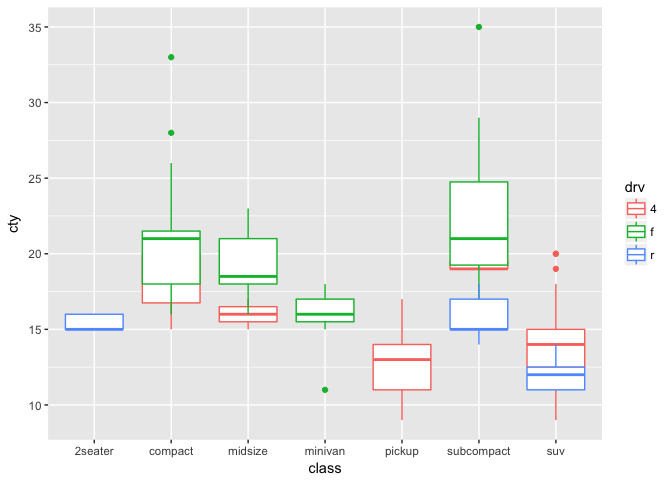 35
30
25
20
15
10
cty
2seater compact midsize minivan pickup subcompact suv
class
drv
4
f
r